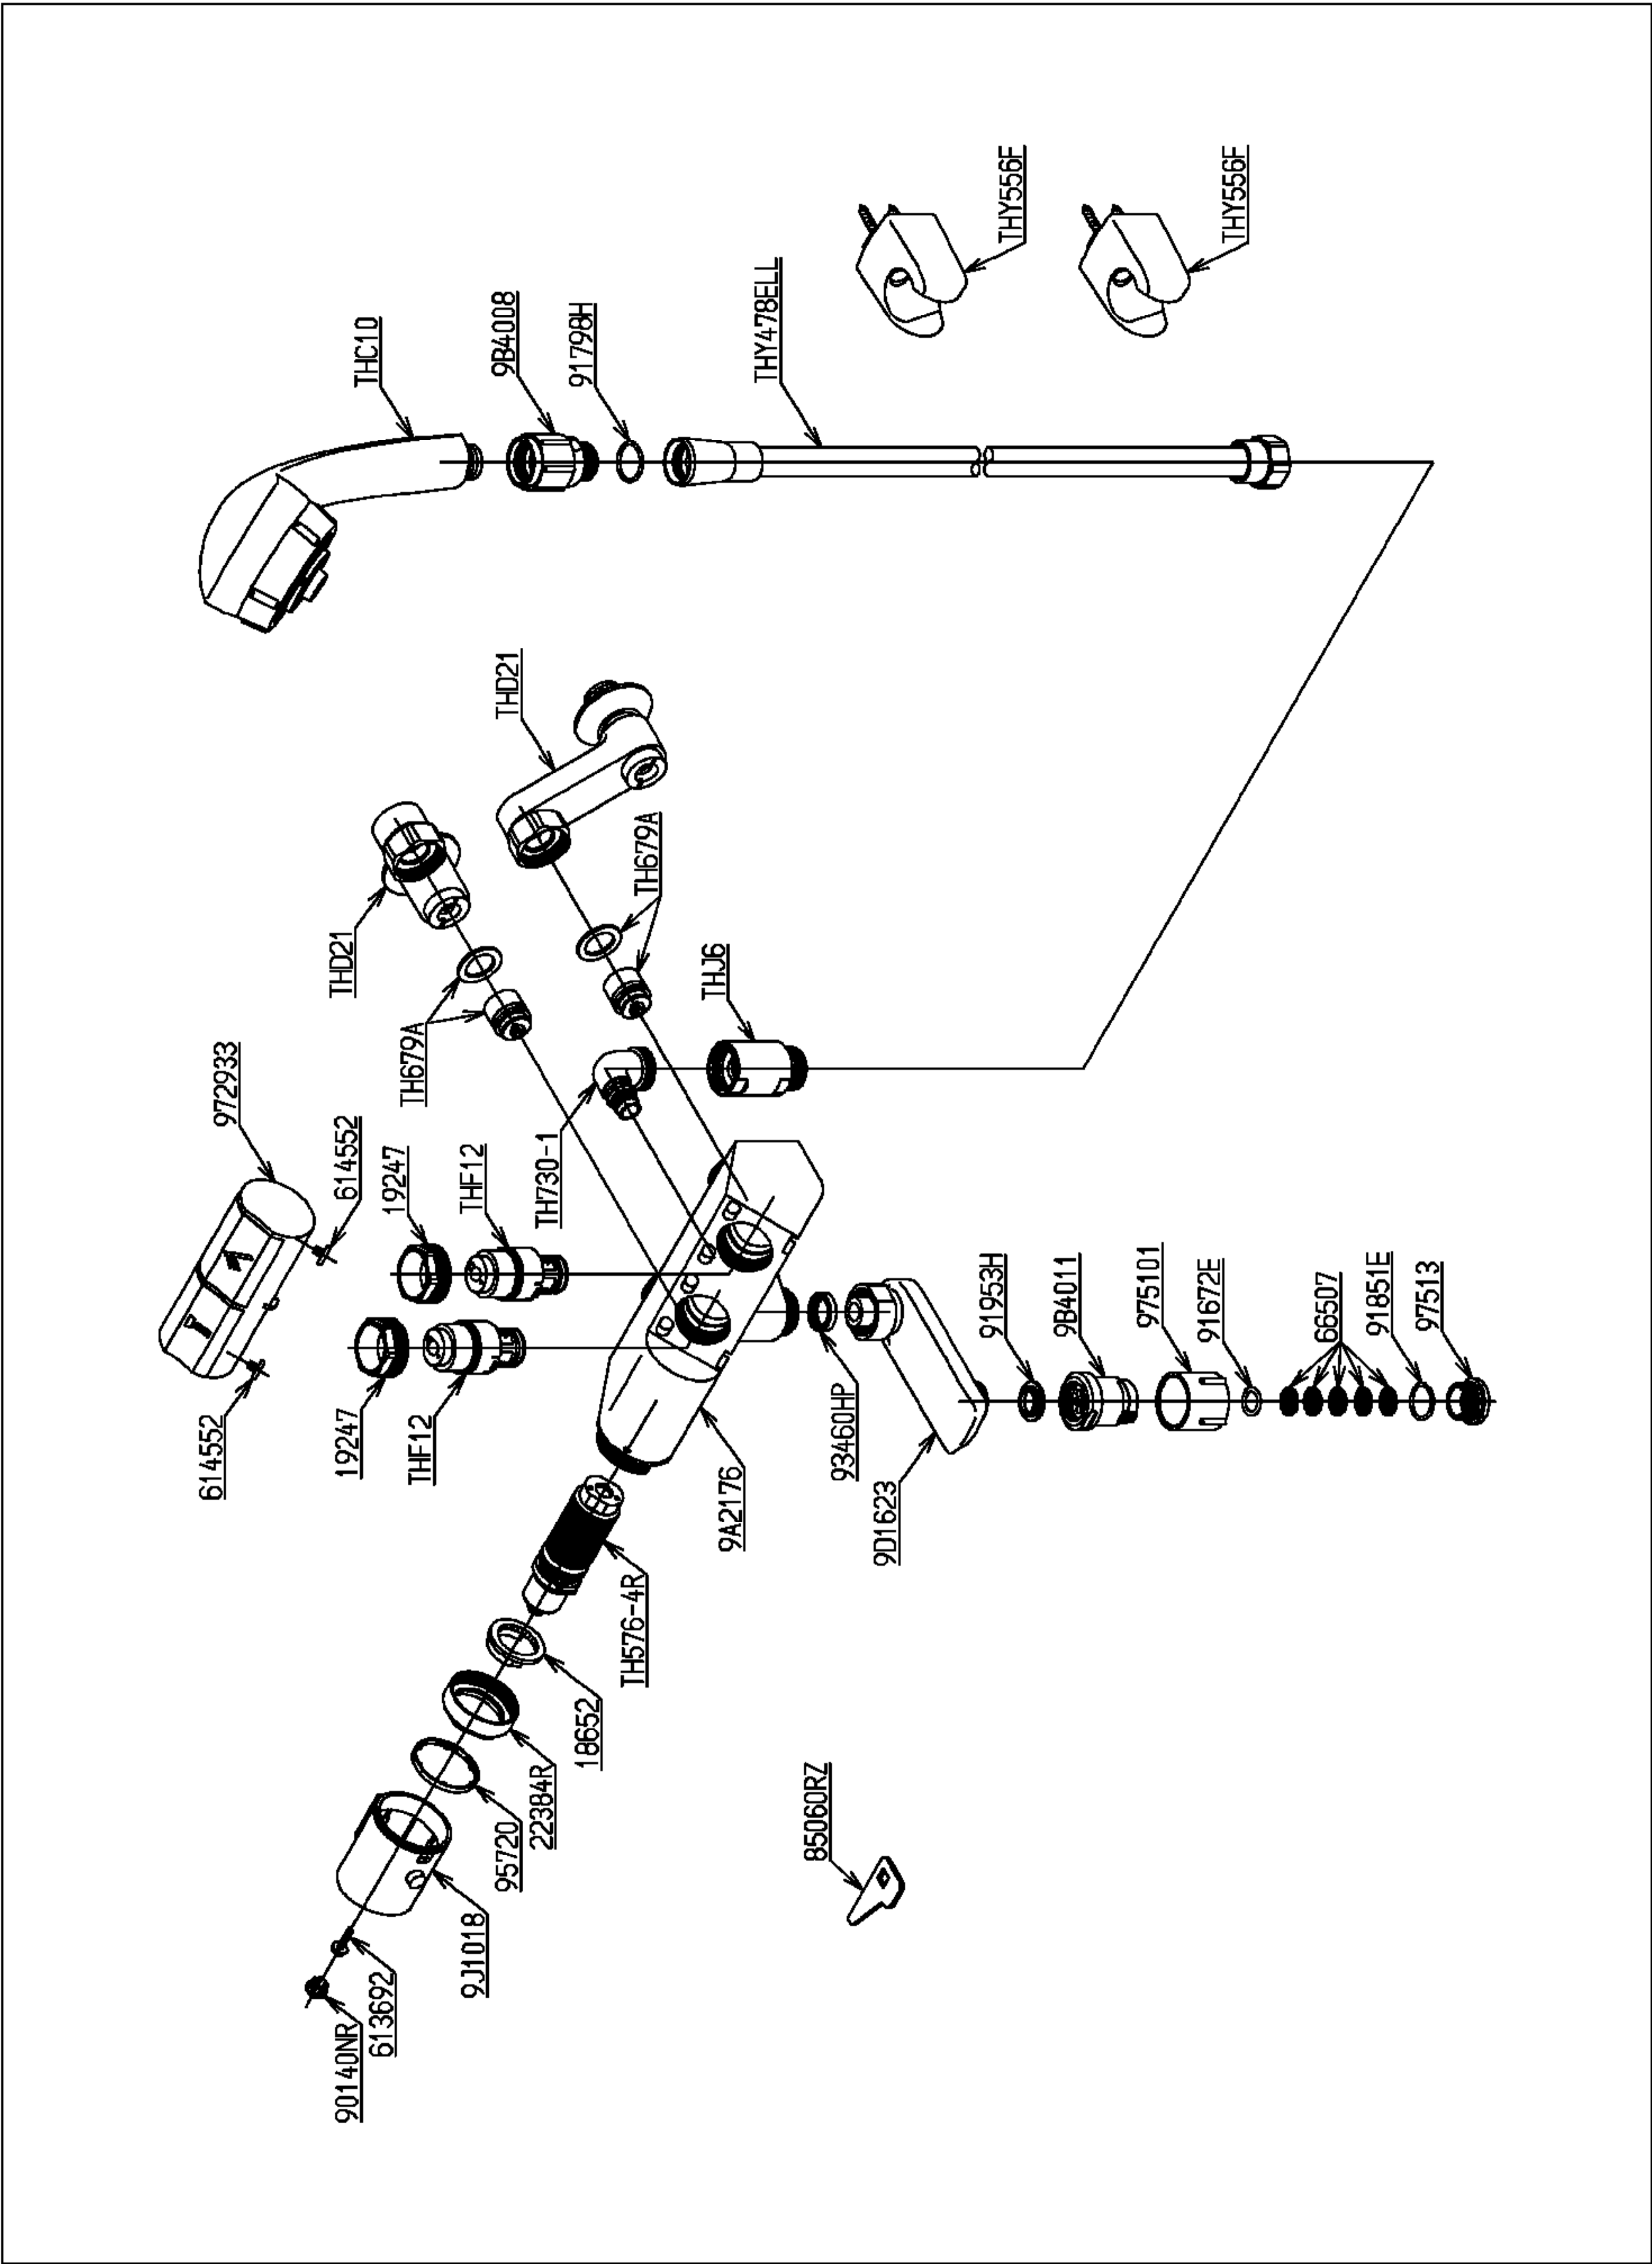 THC10
9B4008
91798H
THY478ELL
THY556F
THY556F
THD21
THD21
TH679A
TH679A
THJ6
TH730-1
972933
614552
614552
19247
19247
THF12
THF12
9A2176
93460HP
9D1623
91953H
9B4011
975101
91672E
66507
91851E
97513
TH576-4R
18652
22384R
95720
9J1018
613692
90140NR
85060RZ